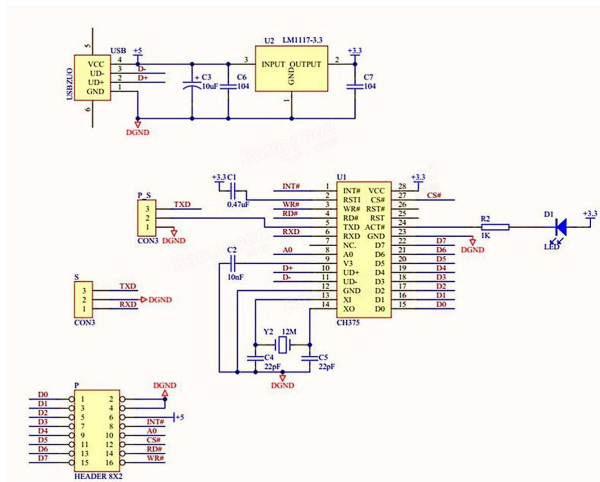 5
USB
USBZUO
VCC 4
UD- 3 D-
UD+ 2 D+
GND 1
6
+5
C3
10uF
C6
104
U2 LM1117-3.3
3 INPUT OUTPUT 2
GND
1
+3.3
C7
104
DGND
+3.3 C1
0.47uF
P_S
3 TXD
2
1
CON3
DGND
C2
10nF
U1
INT# 1 INT# VCC 28 +3.3
2 RSTI CS# 27 CS#
WR# 3 WR# RST# 26
RD# 4 RD# RST 25
5 TXD ACT# 24
RXD 6 RXD GND 23
7 NC. D7 22 D7
A0 8 A0 D6 21 D6
9 V3 D5 20 D5
D+ 10 UD+ D4 19 D4
D- 11 UD- D3 18 D3
12 GND D2 17 D2
13 XI D1 16 D1
14 XO D0 15 D0
CH375
R2
1K
D1
LED
+3.3
DGND
S
3 TXD
2 DGND
1 RXD
CON3
Y2 12M
C4
22pF
C5
22pF
DGND
P
DGND
D0 1 2
D1 3 4
D2 5 6 +5
D3 7 8 INT#
D4 9 10 A0
D5 11 12 CS#
D6 13 14 RD#
D7 15 16 WR#
HEADER 8X2